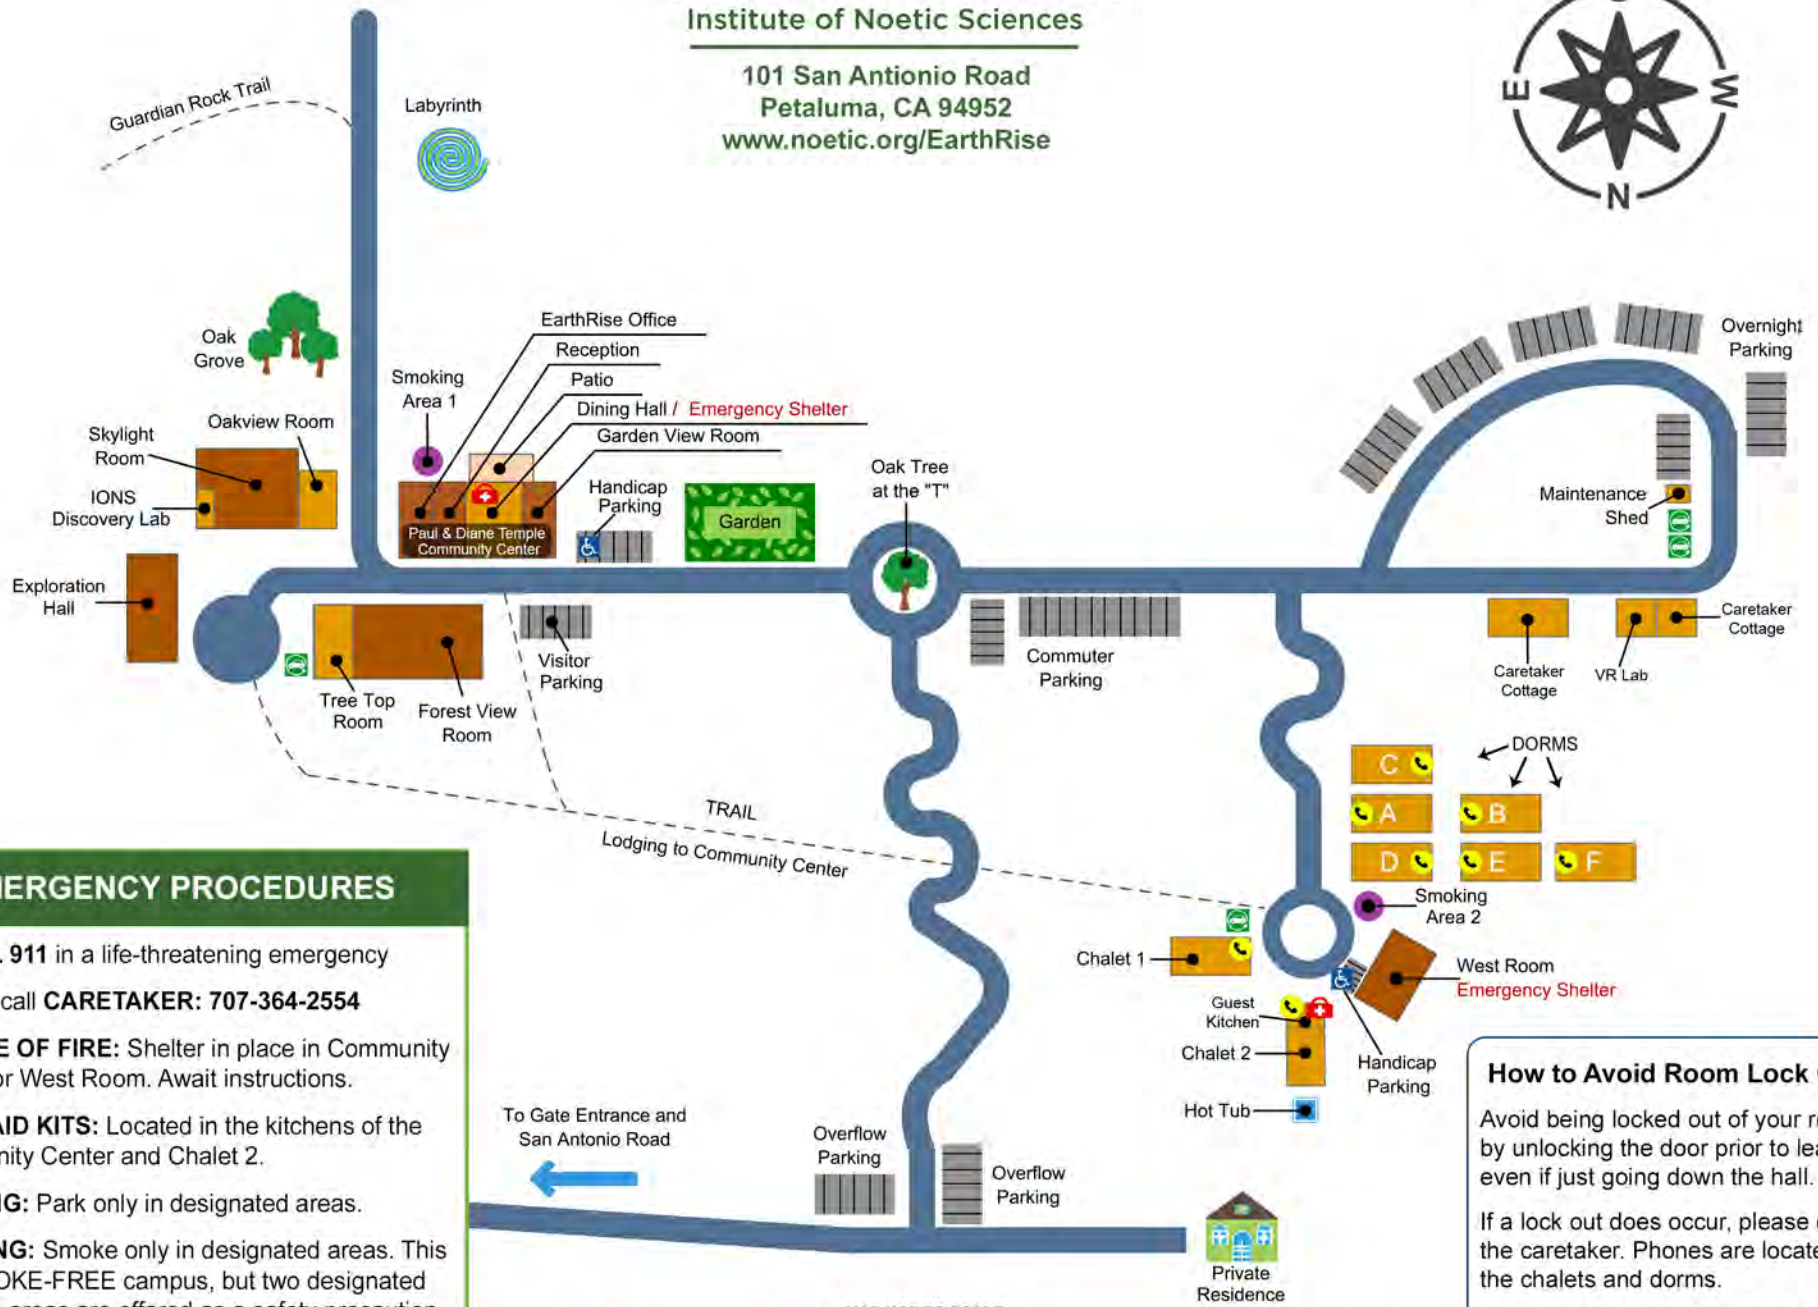 Institute of Noetic Sciences
101 San Antionio Road
Petaluma, CA 94952
www.noetic.org/EarthRise
E
W
N
Guardian Rock Trail
Labyrinth
Oak
Grove
EarthRise Office
Reception
Patio
Dining Hall / Emergency Shelter
Garden View Room
Smoking
Area 1
Oakview Room
Skylight
Room
IONS
Discovery Lab
Paul & Diane Temple
Community Center
Handicap
Parking
Garden
Oak Tree
at the "T"
Overnight
Parking
Maintenance
Shed
Exploration
Hall
Tree Top
Room
Forest View
Room
Visitor
Parking
Commuter
Parking
Caretaker
Cottage
VR Lab
Caretaker
Cottage
DORMS
C
A
B
D
E
F
TRAIL
Lodging to Community Center
Smoking
Area 2
Chalet 1
West Room
Emergency Shelter
Guest
Kitchen
Chalet 2
Handicap
Parking
Hot Tub
To Gate Entrance and
San Antonio Road
Overflow
Parking
Overflow
Parking
Private
Residence
MERGENCY PROCEDURES
911 in a life-threatening emergency
call CARETAKER: 707-364-2554
E OF FIRE: Shelter in place in Community
or West Room. Await instructions.
AID KITS: Located in the kitchens of the
nity Center and Chalet 2.
NG: Park only in designated areas.
NG: Smoke only in designated areas. This
OKE-FREE campus, but two designated
areas are offered as a safety precaution
How to Avoid Room Lock
Avoid being locked out of your r
by unlocking the door prior to lea
even if just going down the hall.
If a lock out does occur, please
the caretaker. Phones are locate
the chalets and dorms.